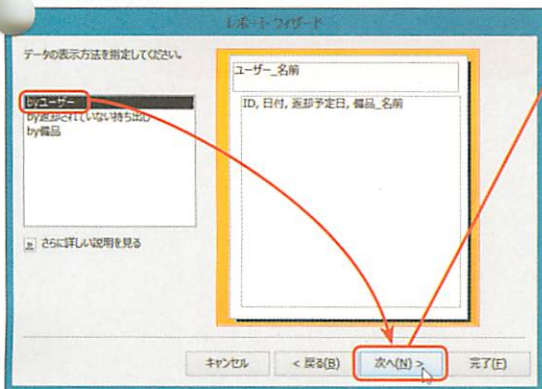 レポート ウィザード
データの表示方法を指定してください。
byユーザー
by返却されていない持ち出し
by備品
さらに詳しい説明を見る
ユーザー_名前
ID, 日付, 返却予定日, 備品_名前
キャンセル
< 戻る(B)
次へ(N) >
完了(F)